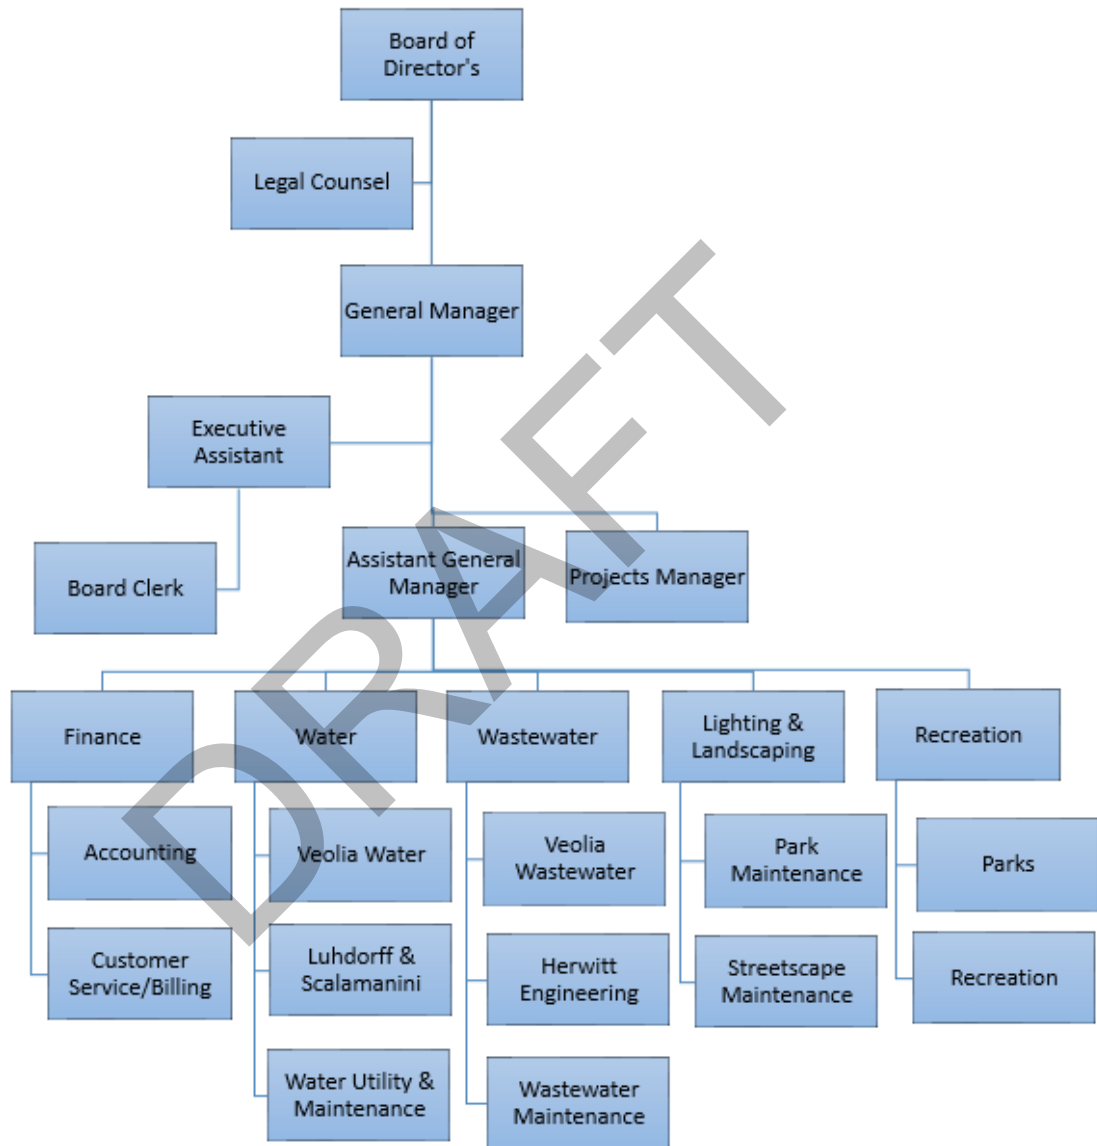 Board of
Director's
Legal Counsel
General Manager
Executive
Assistant
Board Clerk
Assistant General
Manager
Projects Manager
Finance
Water
Wastewater
Lighting &
Landscaping
Recreation
Accounting
Veolia Water
Veolia
Wastewater
Park
Maintenance
Parks
Customer
Service/Billing
Luhdorff &
Scalamanini
Herwitt
Engineering
Streetscape
Maintenance
Recreation
Water Utility &
Maintenance
Wastewater
Maintenance
DRAFT